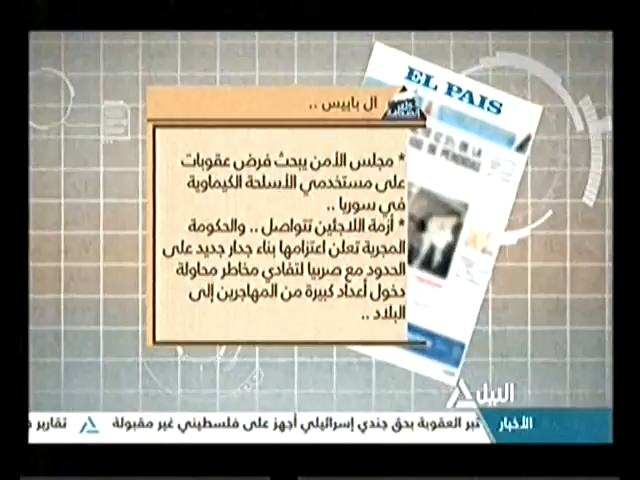 EL PAIS
ال باييس ..
* مجلس الأمن يبحث فرض عقوبات
على مستخدمي الأسلحة الكيماوية
في سوريا ..
* أزمة اللاجئين تتواصل .. والحكومة
المجرية تعلن اعتزامها بناء جدار جديد على
الحدود مع صربيا لتفادي مخاطر محاولة
دخول أعداد كبيرة من المهاجرين إلى
البلاد ..
النيل
الأخبار
العقوبة بحق جندي إسرائيلي أجهز على فلسطيني غير مقبولة
تقارير